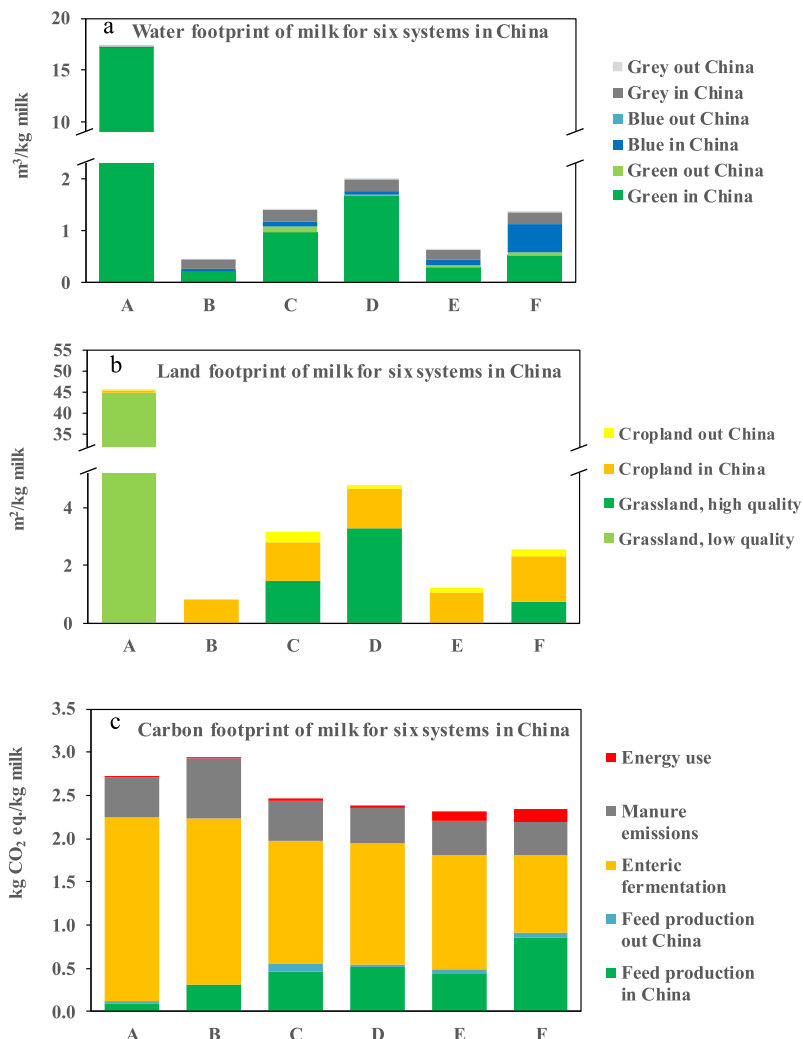 a
Water footprint of milk for six systems in China
m³/kg milk
20
15
10
2
1
0
A B C D E F
Grey out China
Grey in China
Blue out China
Blue in China
Green out China
Green in China
b
Land footprint of milk for six systems in China
m²/kg milk
55
50
45
40
35
4
2
0
A B C D E F
Cropland out China
Cropland in China
Grassland, high quality
Grassland, low quality
c
Carbon footprint of milk for six systems in China
kg CO₂ eq./kg milk
3.5
3.0
2.5
2.0
1.5
1.0
0.5
0.0
A B C D E F
Energy use
Manure
emissions
Enteric
fermentation
Feed production
out China
Feed production
in China